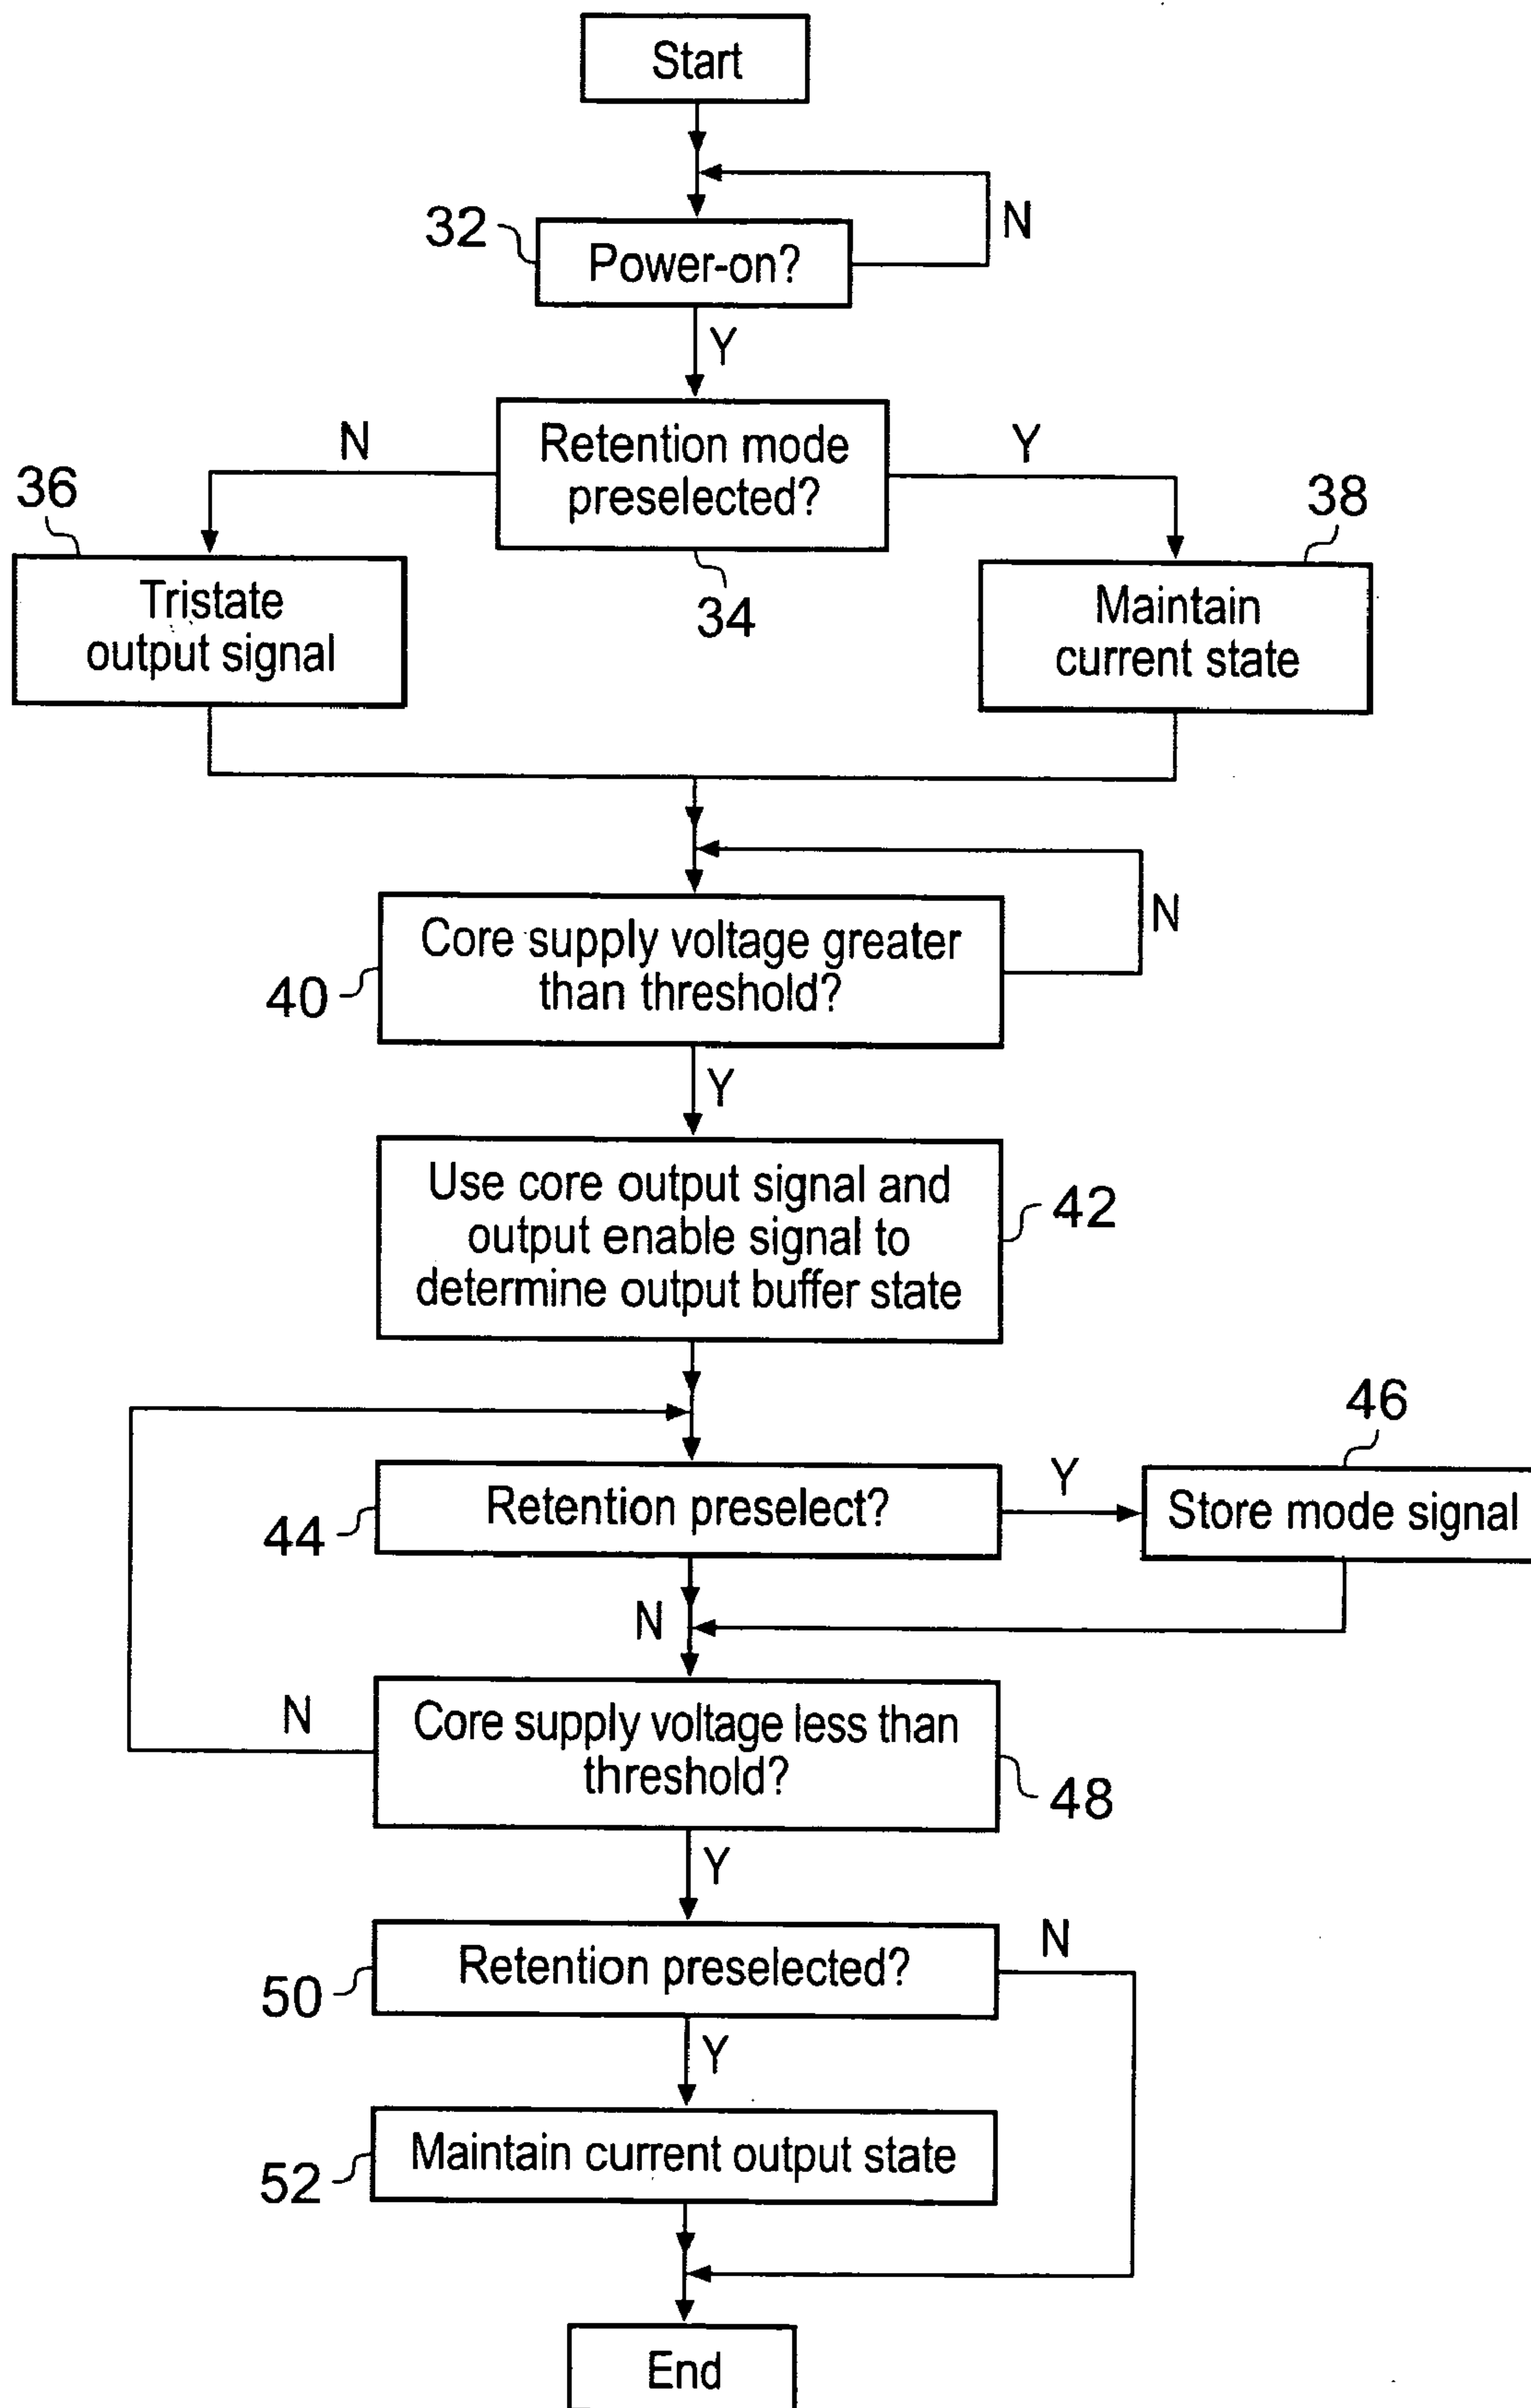 Start
N
32
Power-on?
Y
N
Retention mode
preselected?
Y
36
38
34
Tristate
output signal
Maintain
current state
N
Core supply voltage greater
than threshold?
40
Y
Use core output signal and
output enable signal to
determine output buffer state
42
46
Retention preselect?
Y
Store mode signal
44
N
N
Core supply voltage less than
threshold?
48
Y
N
Retention preselected?
50
Y
Maintain current output state
52
End